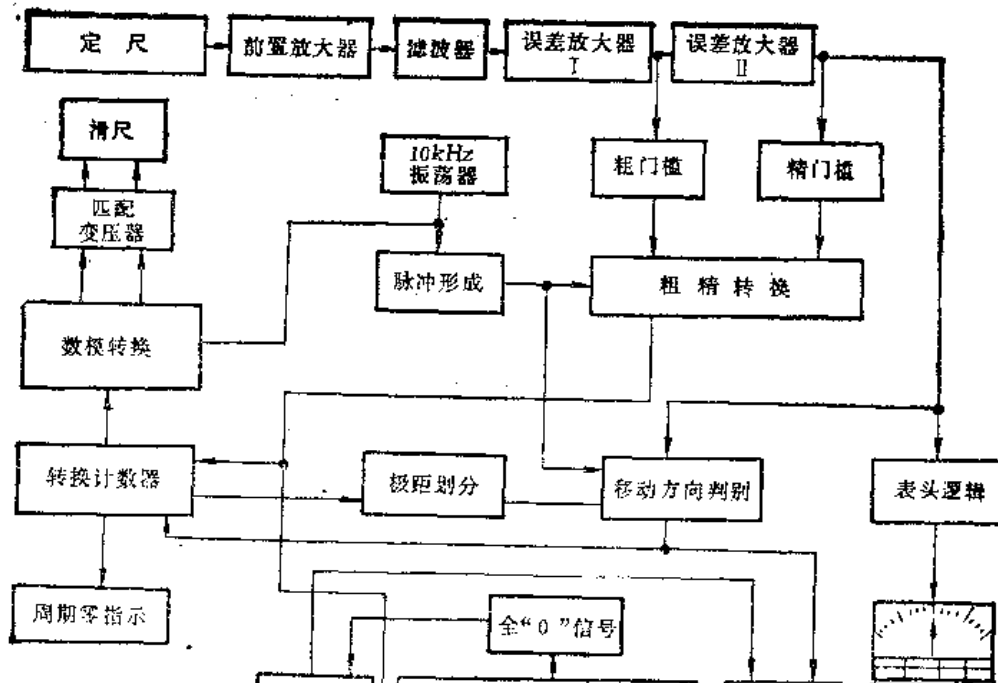 定尺
前置放大器
滤波器
误差放大器
I
误差放大器
II
滑尺
10kHz
振荡器
粗门槛
精门槛
匹配
变压器
脉冲形成
粗精转换
数模转换
转换计数器
极距划分
移动方向判别
表头逻辑
周期零指示
全“0”信号